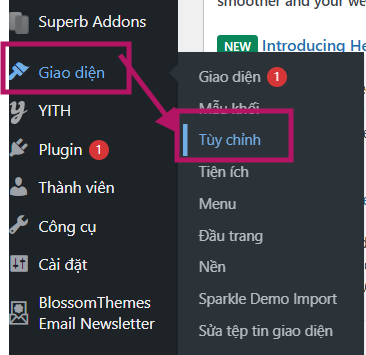 Superb Addons
smoother and your we
NEW Introducing He
Giao diện
Giao diện 1
YITH
Mẫu khối
Tùy chỉnh
Plugin 1
Tiện ích
Thành viên
Menu
Công cụ
Đầu trang
Cài đặt
Nền
BlossomThemes
Email Newsletter
Sparkle Demo Import
Sửa tệp tin giao diện